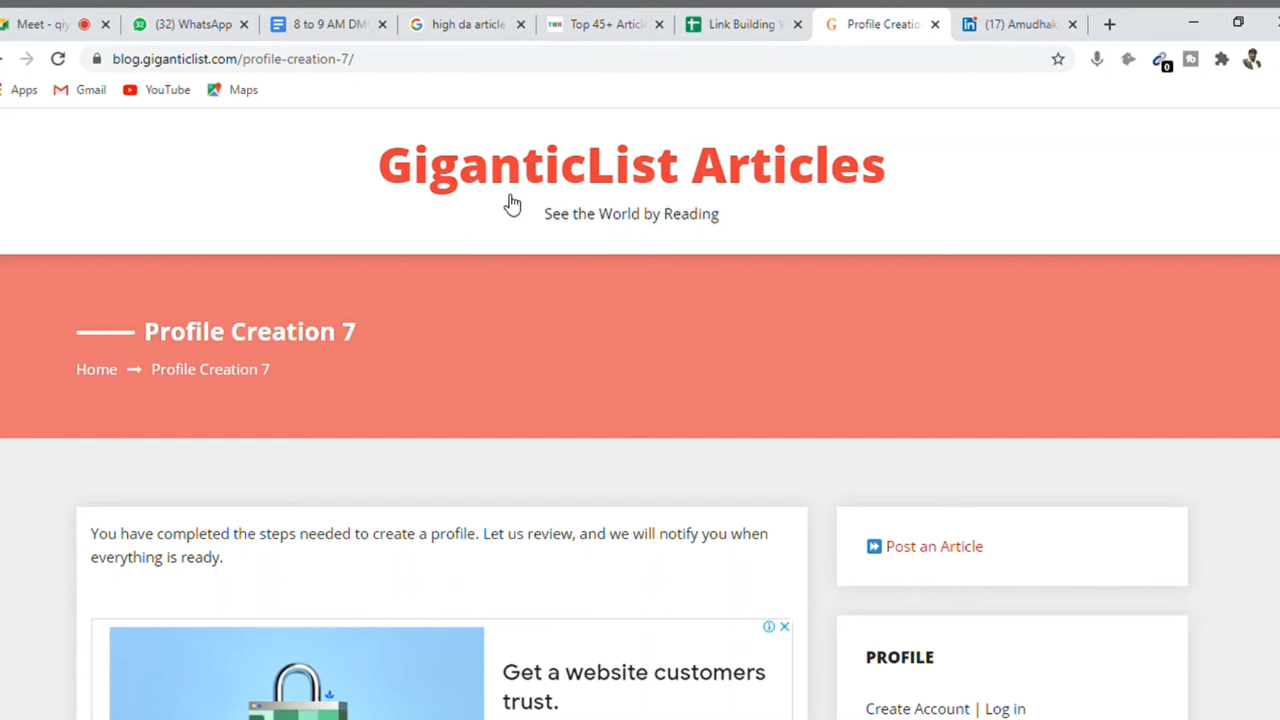 Meet - qiy
(32) WhatsApp
8 to 9 AM DM
high da article
Top 45+ Articl
Link Building W
Profile Creatio
(17) Amudhak
blog.giganticlist.com/profile-creation-7/
0
Apps
Gmail
YouTube
Maps
GiganticList Articles
See the World by Reading
Profile Creation 7
Home → Profile Creation 7
You have completed the steps needed to create a profile. Let us review, and we will notify you when
everything is ready.
Post an Article
Get a website customers
trust.
PROFILE
Create Account | Log in